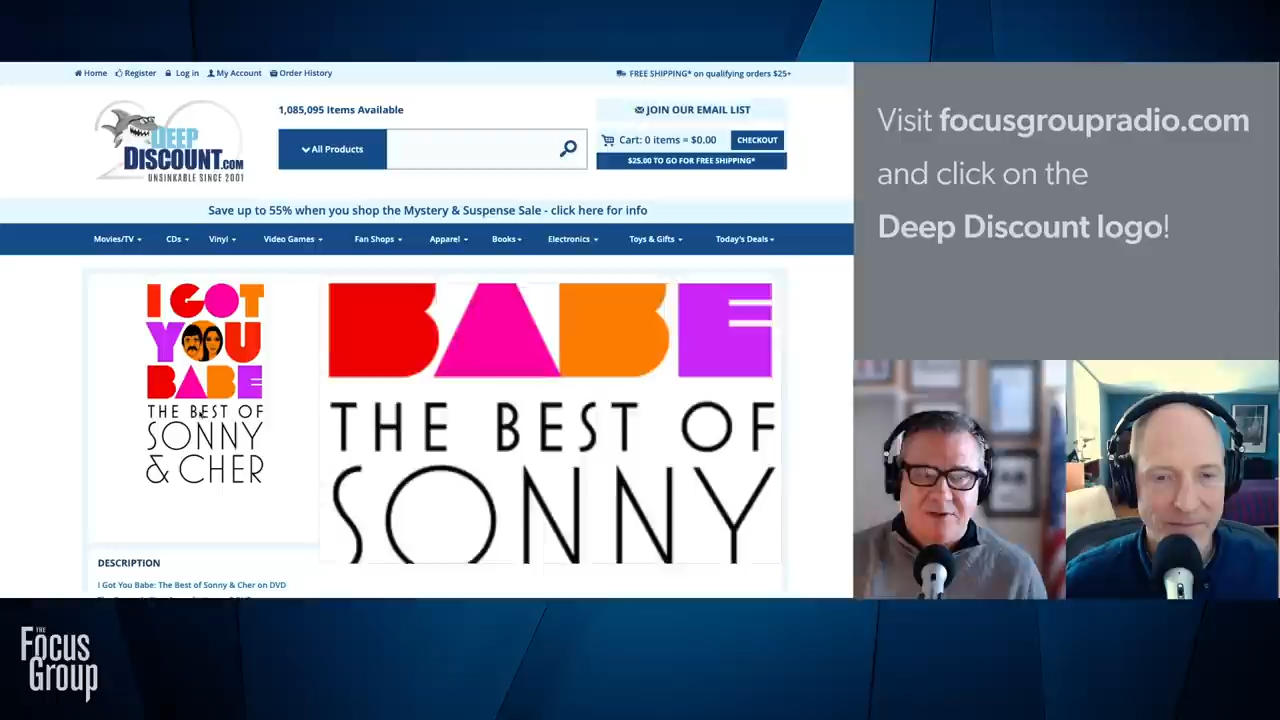 Home Register Log in My Account Order History
FREE SHIPPING* on qualifying orders $25+
20
DEEP
DISCOUNT.COM
UNSINKABLE SINCE 2001
1,085,095 Items Available
All Products
JOIN OUR EMAIL LIST
Cart: 0 items = $0.00 CHECKOUT
$25.00 TO GO FOR FREE SHIPPING*
Save up to 55% when you shop the Mystery & Suspense Sale - click here for info
Movies/TV CDs Vinyl Video Games Fan Shops Apparel Books Electronics Toys & Gifts Today's Deals
I GOT
YOU
BABE
THE BEST OF
SONNY
& CHER
BABE
THE BEST OF
SONNY
DESCRIPTION
I Got You Babe: The Best of Sonny & Cher on DVD
Visit focusgroupradio.com
and click on the
Deep Discount logo!
THE
Focus
Group